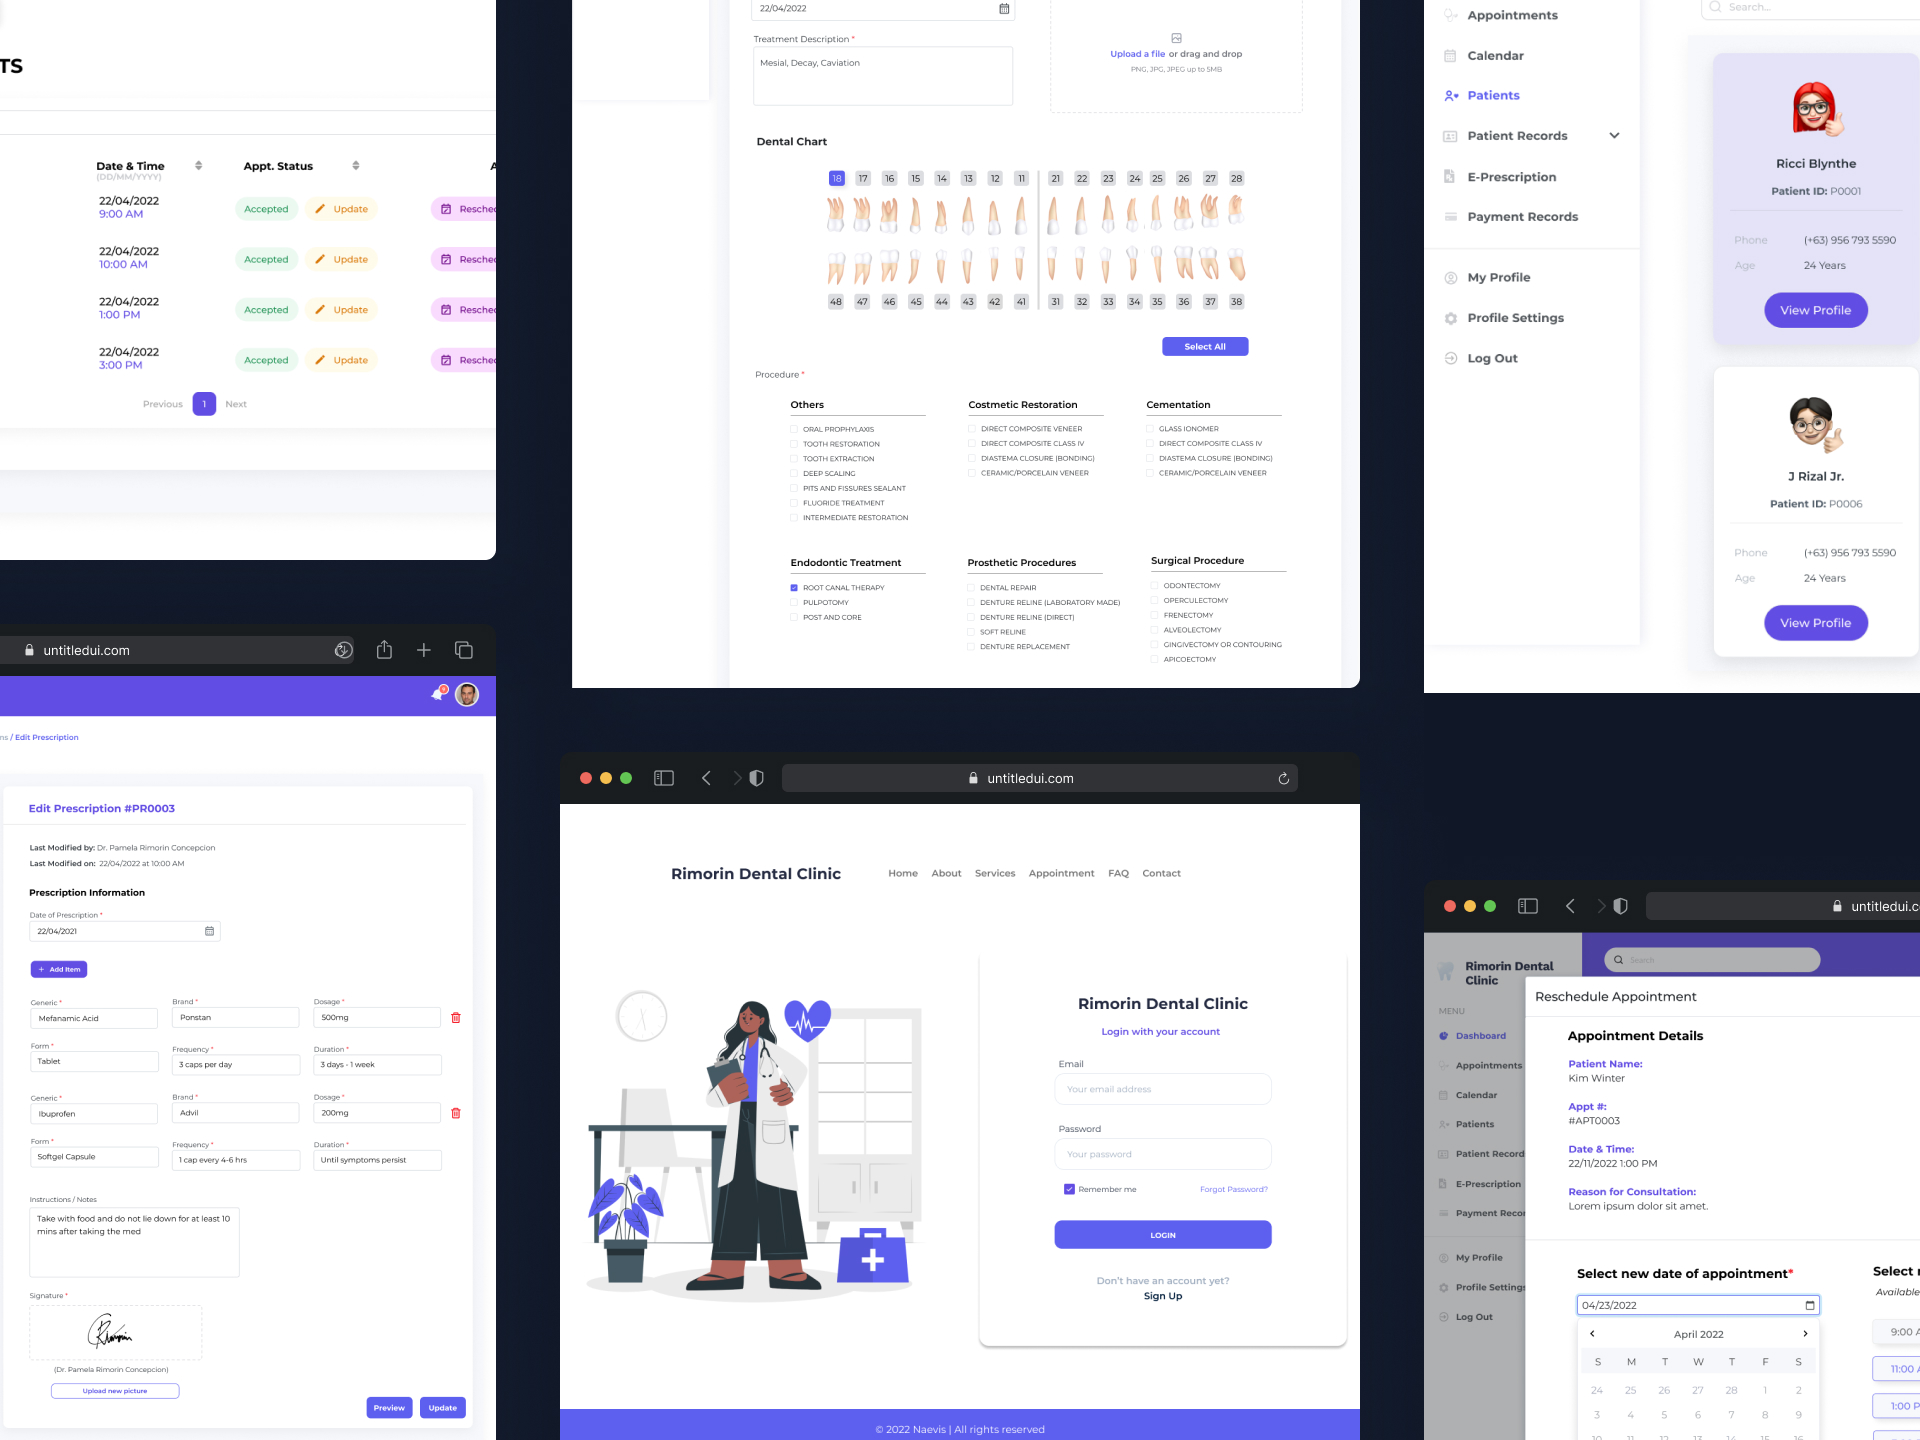 TS
Date & Time
(DD/MM/YYYY)
Appt. Status
A
22/04/2022
9:00 AM
Accepted
Update
Resched
22/04/2022
10:00 AM
Accepted
Update
Resched
22/04/2022
1:00 PM
Accepted
Update
Resched
22/04/2022
3:00 PM
Accepted
Update
Resched
Previous
1
Next
untitledui.com
ns / Edit Prescription
Edit Prescription #PR0003
Last Modified by: Dr. Pamela Rimorin Concepcion
Last Modified on: 22/04/2022 at 10:00 AM
Prescription Information
Date of Prescription *
22/04/2021
+ Add Item
Generic *
Brand *
Dosage *
Mefanamic Acid
Ponstan
500mg
Form *
Frequency *
Duration *
Tablet
3 caps per day
3 days - 1 week
Generic *
Brand *
Dosage *
Ibuprofen
Advil
200mg
Form *
Frequency *
Duration *
Softgel Capsule
1 cap every 4-6 hrs
Until symptoms persist
Instructions / Notes
Take with food and do not lie down for at least 10
mins after taking the med
Signature *
(Dr. Pamela Rimorin Concepcion)
Upload new picture
Preview
Update
22/04/2022
Treatment Description *
Mesial, Decay, Caviation
Upload a file or drag and drop
PNG, JPG, JPEG up to 5MB
Dental Chart
18 17 16 15 14 13 12 11 21 22 23 24 25 26 27 28
48 47 46 45 44 43 42 41 31 32 33 34 35 36 37 38
Select All
Procedure *
Others
ORAL PROPHYLAXIS
TOOTH RESTORATION
TOOTH EXTRACTION
DEEP SCALING
PITS AND FISSURES SEALANT
FLUORIDE TREATMENT
INTERMEDIATE RESTORATION
Costmetic Restoration
DIRECT COMPOSITE VENEER
DIRECT COMPOSITE CLASS IV
DIASTEMA CLOSURE (BONDING)
CERAMIC/PORCELAIN VENEER
Cementation
GLASS IONOMER
DIRECT COMPOSITE CLASS IV
DIASTEMA CLOSURE (BONDING)
CERAMIC/PORCELAIN VENEER
Endodontic Treatment
ROOT CANAL THERAPY
PULPOTOMY
POST AND CORE
Prosthetic Procedures
DENTAL REPAIR
DENTURE RELINE (LABORATORY MADE)
DENTURE RELINE (DIRECT)
SOFT RELINE
DENTURE REPLACEMENT
Surgical Procedure
ODONTECTOMY
OPERCULECTOMY
FRENECTOMY
ALVEOLECTOMY
GINGIVECTOMY OR CONTOURING
APICOECTOMY
untitledui.com
Rimorin Dental Clinic
Home
About
Services
Appointment
FAQ
Contact
Rimorin Dental Clinic
Login with your account
Email
Your email address
Password
Your password
Remember me
Forgot Password?
LOGIN
Don't have an account yet?
Sign Up
© 2022 Naevis | All rights reserved
Appointments
Calendar
Patients
Patient Records
E-Prescription
Payment Records
My Profile
Profile Settings
Log Out
Search...
Ricci Blynthe
Patient ID: P0001
Phone (+63) 956 793 5590
Age 24 Years
View Profile
J Rizal Jr.
Patient ID: P0006
Phone (+63) 956 793 5590
Age 24 Years
View Profile
untitledui.c
Rimorin Dental
Clinic
Search
MENU
Dashboard
Appointments
Calendar
Patients
Patient Record
E-Prescription
Payment Recor
My Profile
Profile Settings
Log Out
Reschedule Appointment
Appointment Details
Patient Name:
Kim Winter
Appt #:
#APT0003
Date & Time:
22/11/2022 1:00 PM
Reason for Consultation:
Lorem ipsum dolor sit amet.
Select new date of appointment*
04/23/2022
April 2022
S M T W T F S
24 25 26 27 28 1 2
3 4 5 6 7 8 9
10 11 12 13 14 15 16
Select n
Available
9:00 A
11:00 A
1:00 P